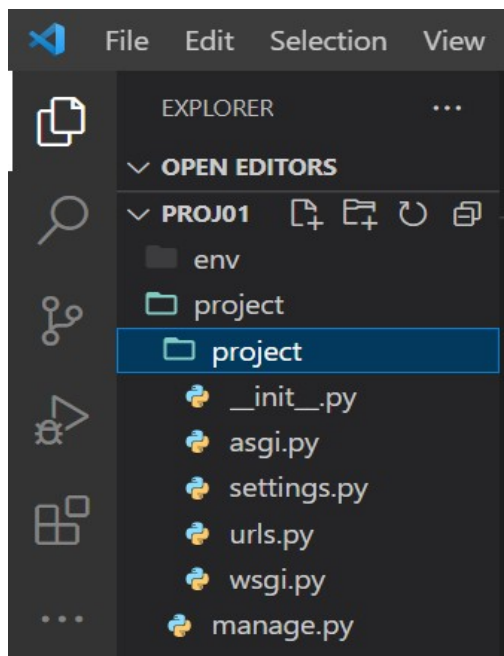 File Edit Selection View
EXPLORER
OPEN EDITORS
PROJ01
env
project
project
__init__.py
asgi.py
settings.py
urls.py
wsgi.py
manage.py